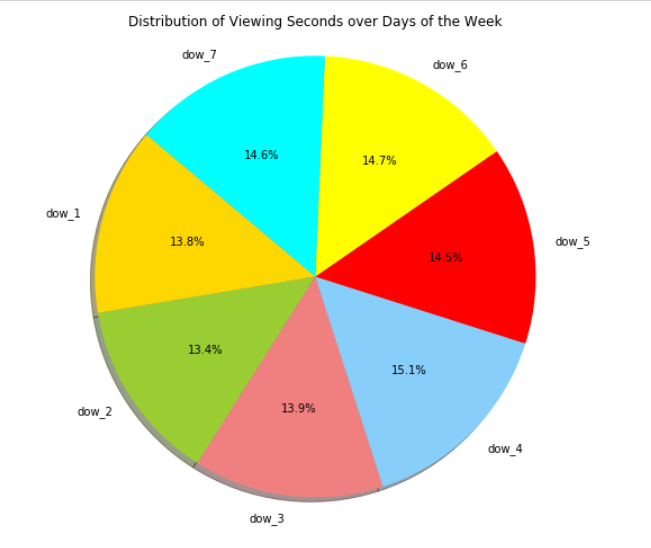 Distribution of Viewing Seconds over Days of the Week
dow_7
dow_6
14.6%
14.7%
dow_1
13.8%
dow_5
14.5%
13.4%
15.1%
dow_2
13.9%
dow_4
dow_3